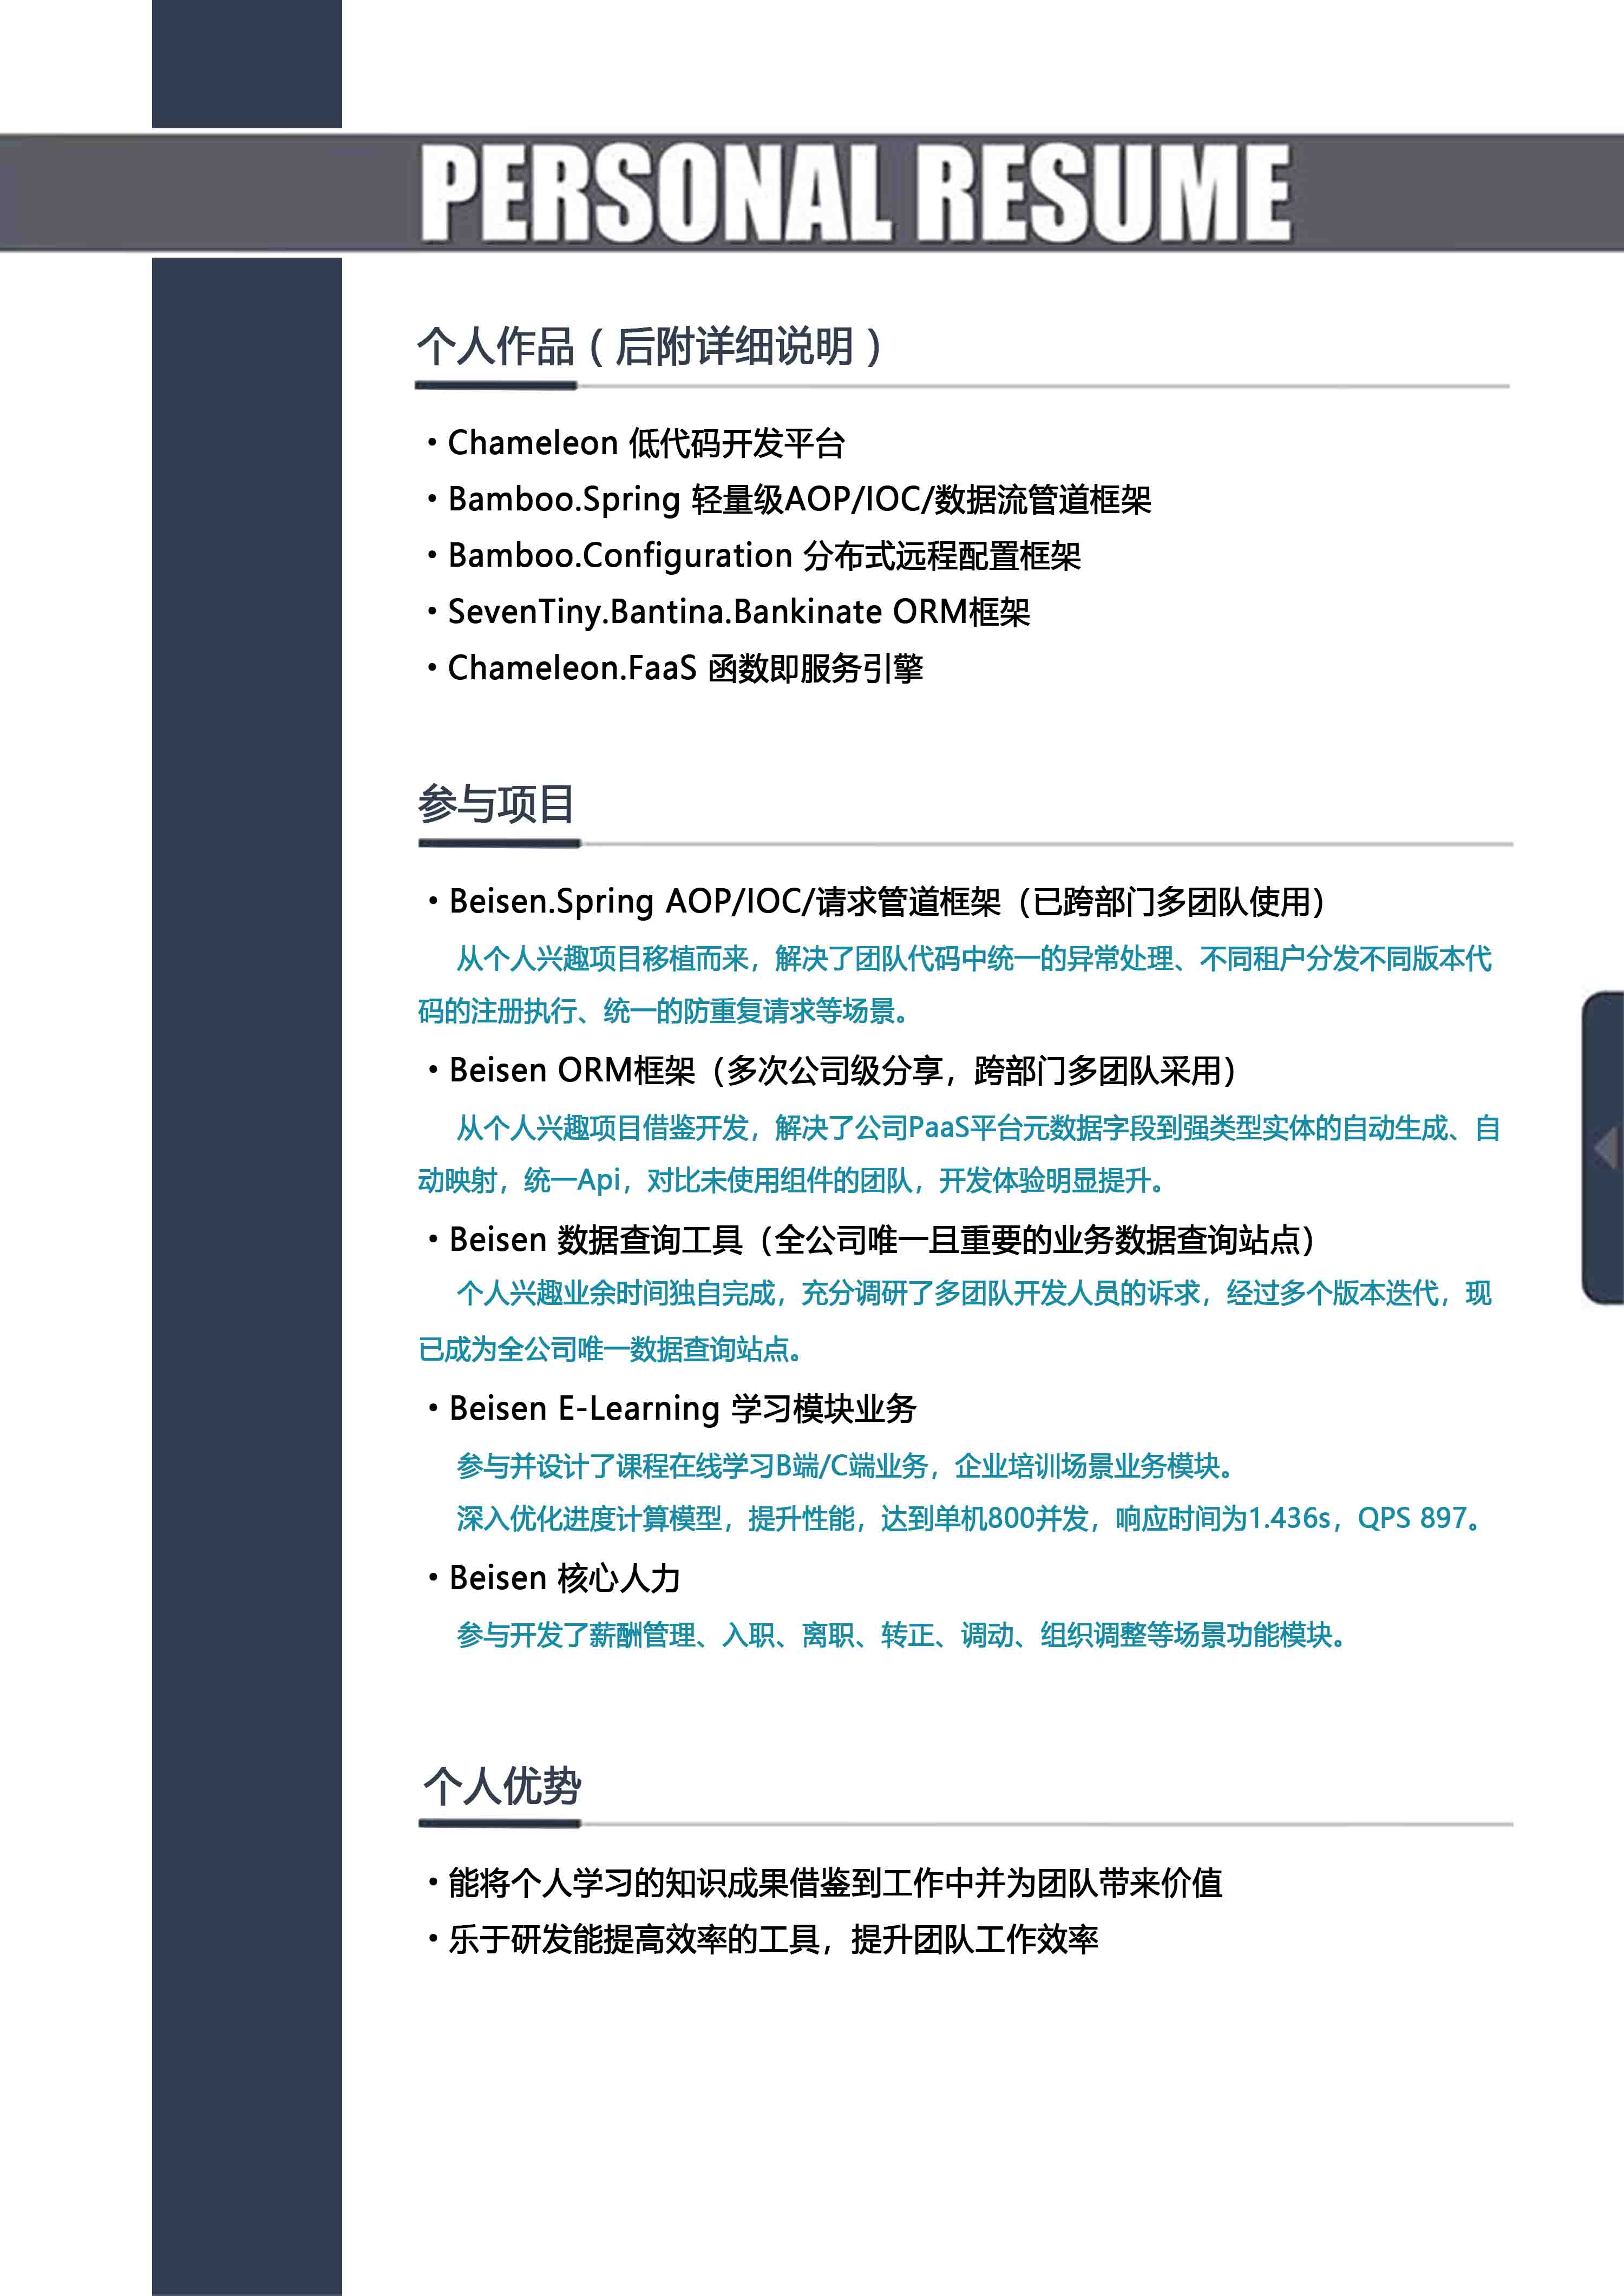 PERSONAL RESUME
个人作品（后附详细说明）
·Chameleon 低代码开发平台
·Bamboo.Spring 轻量级AOP/IOC/数据流管道框架
·Bamboo.Configuration 分布式远程配置框架
·SevenTiny.Bantina.Bankinate ORM框架
·Chameleon.FaaS 函数即服务引擎
参与项目
·Beisen.Spring AOP/IOC/请求管道框架（已跨部门多团队使用）
从个人兴趣项目移植而来，解决了团队代码中统一的异常处理、不同租户分发不同版本代
码的注册执行、统一的防重复请求等场景。
·Beisen ORM框架（多次公司级分享，跨部门多团队采用）
从个人兴趣项目借鉴开发，解决了公司PaaS平台元数据字段到强类型实体的自动生成、自
动映射，统一Api，对比未使用组件的团队，开发体验明显提升。
·Beisen 数据查询工具（全公司唯一且重要的业务数据查询站点）
个人兴趣业余时间独自完成，充分调研了多团队开发人员的诉求，经过多个版本迭代，现
已成为全公司唯一数据查询站点。
·Beisen E-Learning 学习模块业务
参与并设计了课程在线学习B端/C端业务，企业培训场景业务模块。
深入优化进度计算模型，提升性能，达到单机800并发，响应时间为1.436s，QPS 897。
·Beisen 核心人力
参与开发了薪酬管理、入职、离职、转正、调动、组织调整等场景功能模块。
个人优势
·能将个人学习的知识成果借鉴到工作中并为团队带来价值
·乐于研发能提高效率的工具，提升团队工作效率